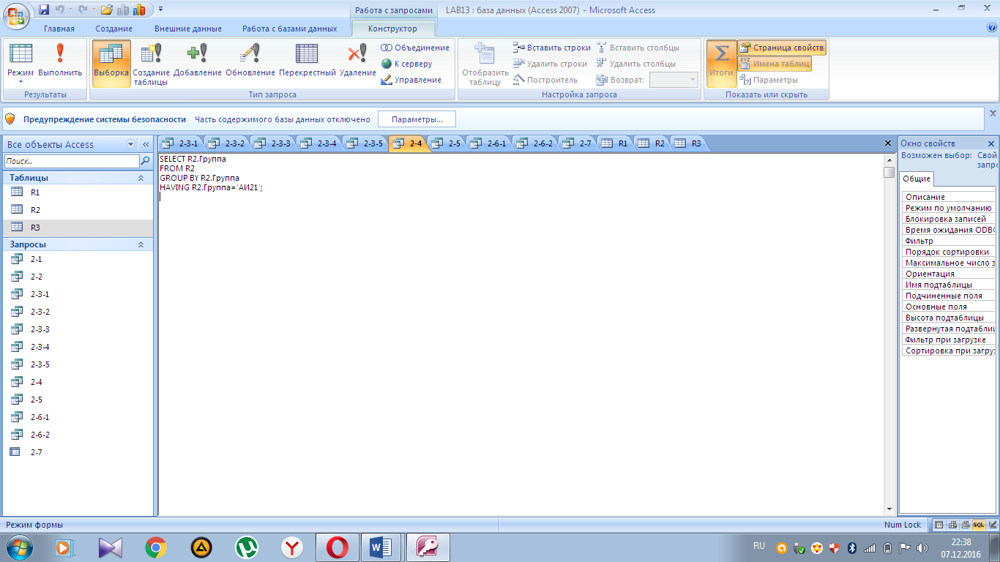 Работа с запросами LAB13 : база данных (Access 2007) - Microsoft Access
Главная Создание Внешние данные Работа с базами данных Конструктор
Режим Выполнить
Результаты
Выборка Создание таблицы Добавление Обновление Перекрестный Удаление
Объединение
К серверу
Управление
Тип запроса
Отобразить таблицу
Вставить строки
Удалить строки
Построитель
Вставить столбцы
Удалить столбцы
Возврат:
Настройка запроса
Итоги
Страница свойств
XYZ Имена таблиц
[?] Параметры
Показать или скрыть
Предупреждение системы безопасности Часть содержимого базы данных отключено Параметры...
Все объекты Access
Поиск...
Таблицы
R1
R2
R3
Запросы
2-1
2-2
2-3-1
2-3-2
2-3-3
2-3-4
2-3-5
2-4
2-5
2-6-1
2-6-2
2-7
2-3-1 2-3-2 2-3-3 2-3-4 2-3-5 2-4 2-5 2-6-1 2-6-2 2-7 R1 R2 R3
SELECT R2.Группа
FROM R2
GROUP BY R2.Группа
HAVING R2.Группа='АИ21';
Окно свойств
Возможен выбор: Свой
запро
Общие
Описание
Режим по умолчанию
Блокировка записей
Время ожидания ODBC
Фильтр
Порядок сортировки
Максимальное число з
Ориентация
Имя подтаблицы
Подчиненные поля
Основные поля
Высота подтаблицы
Развернутая подтаблиц
Фильтр при загрузке
Сортировка при загруз
Режим формы Num Lock SQL
RU 22:38
07.12.2016